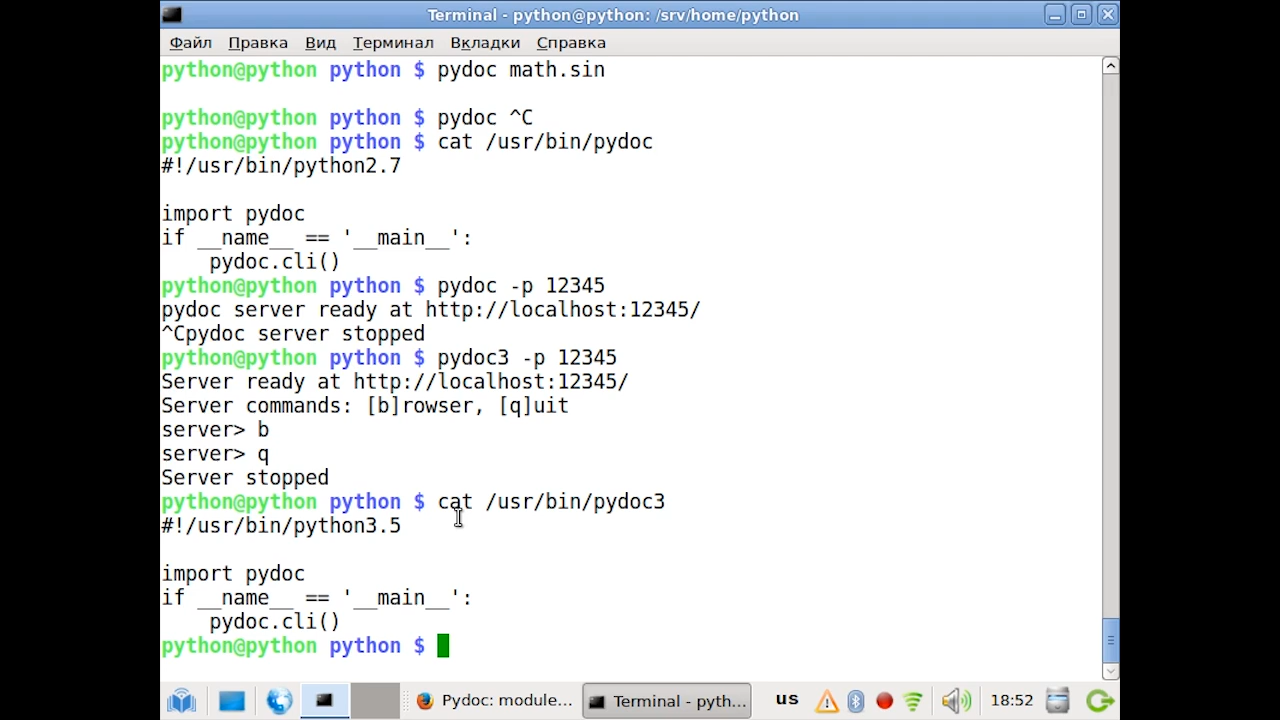 Terminal - python@python: /srv/home/python
Файл Правка Вид Терминал Вкладки Справка
python@python python $ pydoc math.sin
python@python python $ pydoc ^C
python@python python $ cat /usr/bin/pydoc
#!/usr/bin/python2.7
import pydoc
if __name__ == '__main__':
    pydoc.cli()
python@python python $ pydoc -p 12345
pydoc server ready at http://localhost:12345/
^Cpydoc server stopped
python@python python $ pydoc3 -p 12345
Server ready at http://localhost:12345/
Server commands: [b]rowser, [q]uit
server> b
server> q
Server stopped
python@python python $ cat /usr/bin/pydoc3
#!/usr/bin/python3.5
import pydoc
if __name__ == '__main__':
    pydoc.cli()
python@python python $
Pydoc: module... Terminal - pyth... us 18:52